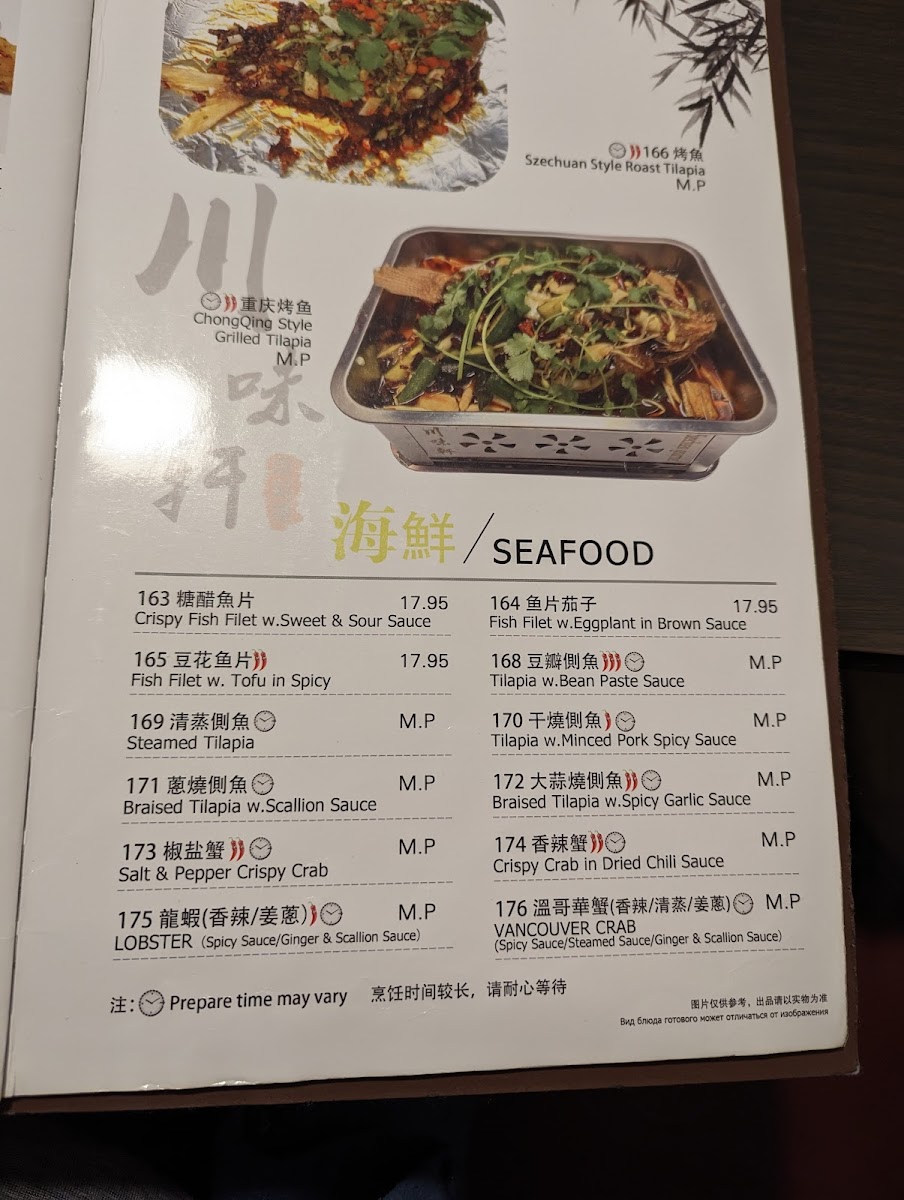 166 烤魚
Szechuan Style Roast Tilapia
M.P
川
味
轩
重庆烤鱼
ChongQing Style
Grilled Tilapia
M.P
川味轩
海鮮/SEAFOOD
163 糖醋魚片 17.95
Crispy Fish Filet w.Sweet & Sour Sauce
164 鱼片茄子 17.95
Fish Filet w.Eggplant in Brown Sauce
165 豆花鱼片 17.95
Fish Filet w. Tofu in Spicy
168 豆瓣側魚 M.P
Tilapia w.Bean Paste Sauce
169 清蒸側魚 M.P
Steamed Tilapia
170 干燒側魚 M.P
Tilapia w.Minced Pork Spicy Sauce
171 蔥燒側魚 M.P
Braised Tilapia w.Scallion Sauce
172 大蒜燒側魚 M.P
Braised Tilapia w.Spicy Garlic Sauce
173 椒盐蟹 M.P
Salt & Pepper Crispy Crab
174 香辣蟹 M.P
Crispy Crab in Dried Chili Sauce
175 龍蝦(香辣/姜蔥) M.P
LOBSTER (Spicy Sauce/Ginger & Scallion Sauce)
176 溫哥華蟹(香辣/清蒸/姜蔥) M.P
VANCOUVER CRAB
(Spicy Sauce/Steamed Sauce/Ginger & Scallion Sauce)
注: Prepare time may vary 烹饪时间较长，请耐心等待
图片仅供参考，出品请以实物为准
Вид блюда готового может отличаться от изображения